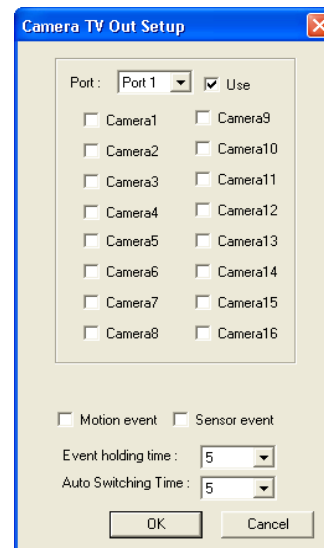 Camera TV Out Setup
Port : Port 1 Use
Camera1 Camera9
Camera2 Camera10
Camera3 Camera11
Camera4 Camera12
Camera5 Camera13
Camera6 Camera14
Camera7 Camera15
Camera8 Camera16
Motion event Sensor event
Event holding time : 5
Auto Switching Time : 5
OK Cancel